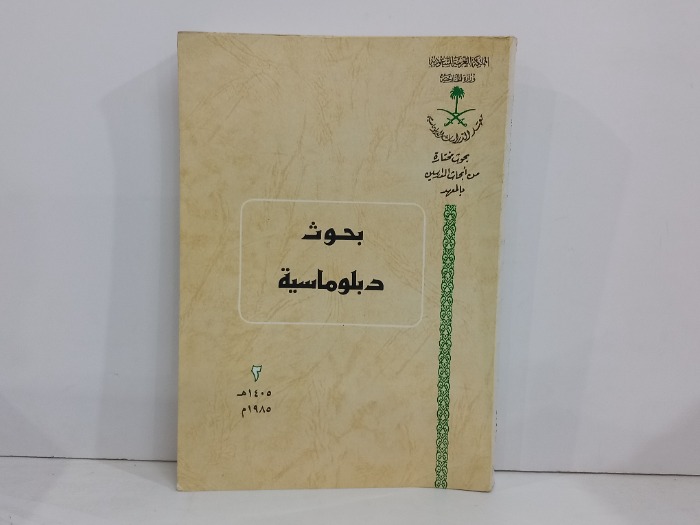 المملكة العربية السعودية
وزارة الخارجية
معهد الدراسات الدبلوماسية
بحوث مختارة
من أبحاث الدارسين
بالمعهد
بحوث
دبلوماسية
٢
١٤٠٥هـ
١٩٨٥م